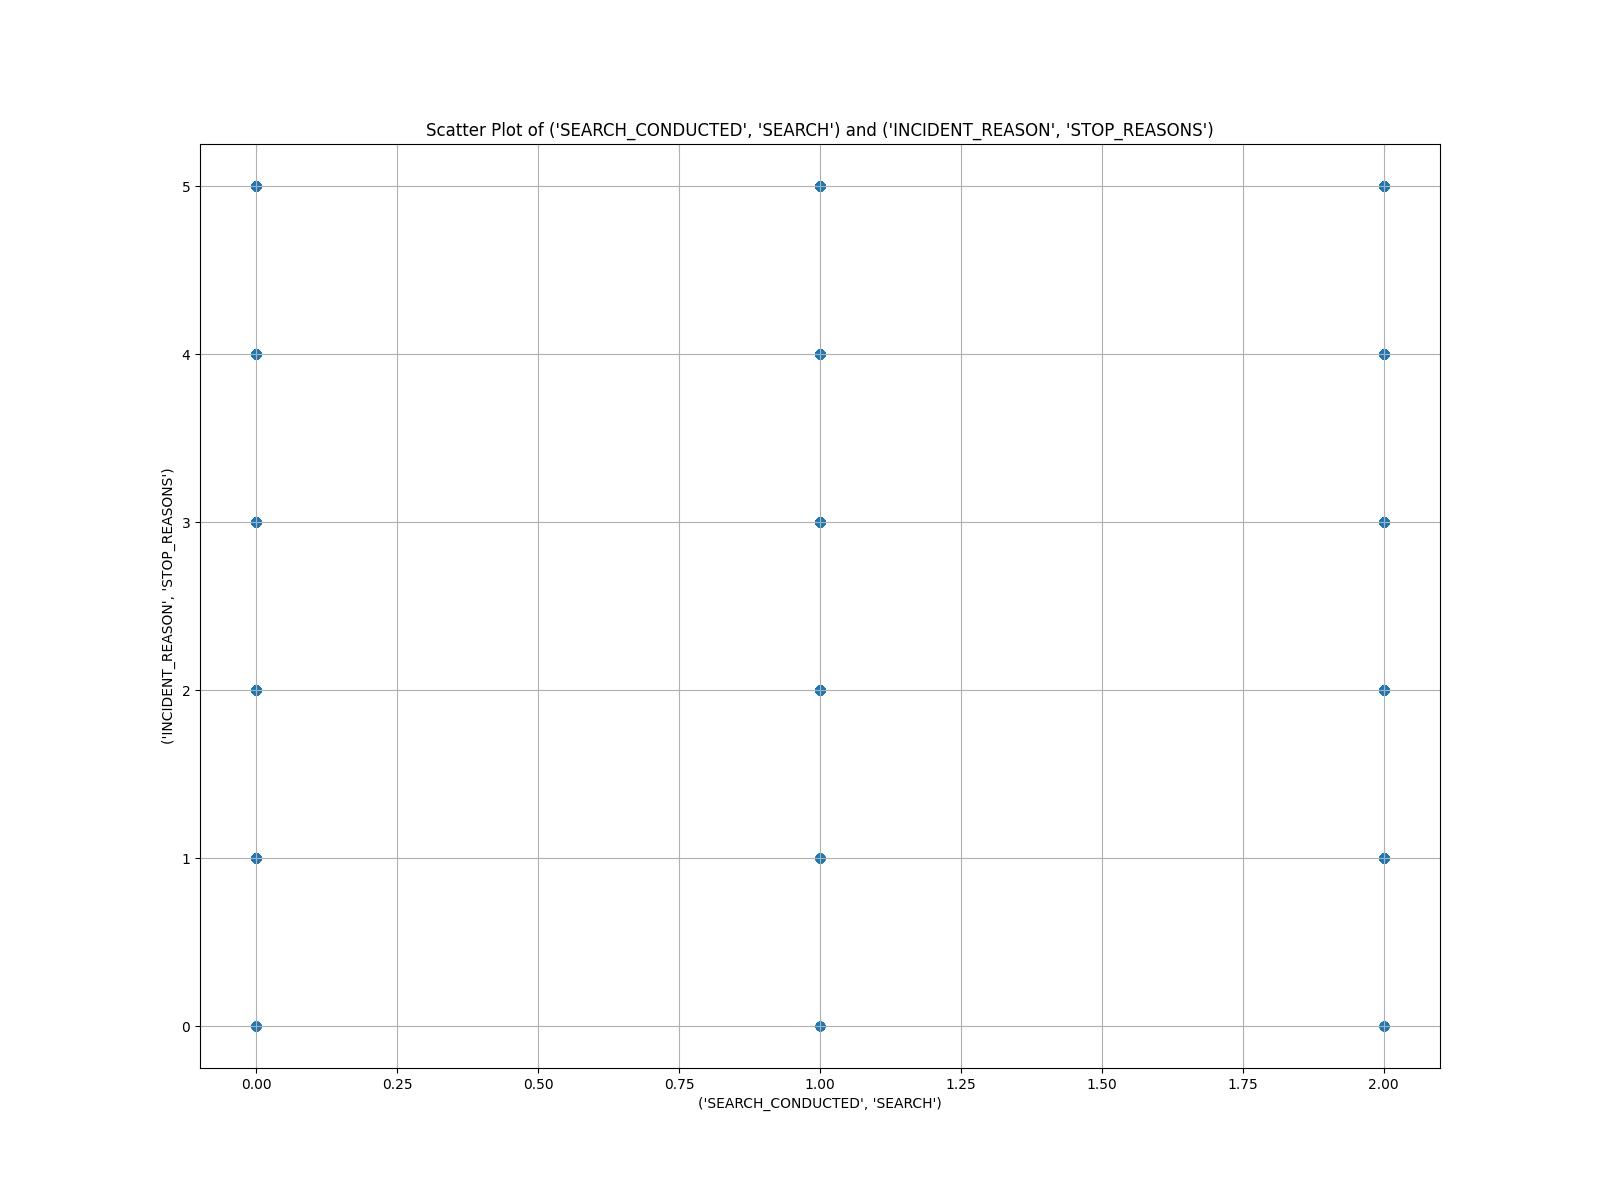 Scatter Plot of ('SEARCH_CONDUCTED', 'SEARCH') and ('INCIDENT_REASON', 'STOP_REASONS')
('INCIDENT_REASON', 'STOP_REASONS')
5
4
3
2
1
0
0.00 0.25 0.50 0.75 1.00 1.25 1.50 1.75 2.00
('SEARCH_CONDUCTED', 'SEARCH')